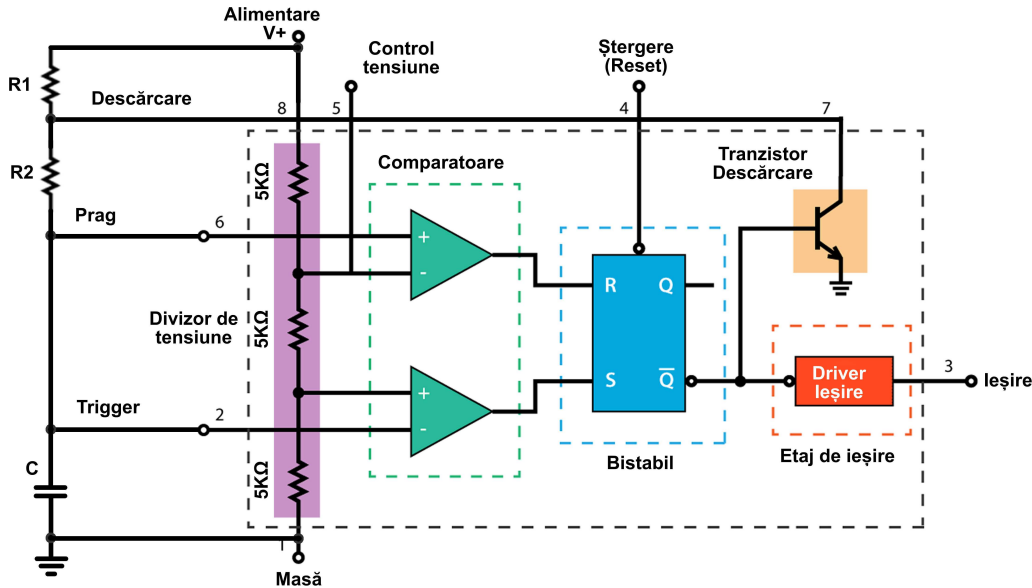 Alimentare
V+
Control
tensiune
Ștergere
(Reset)
R1
Descărcare
8
5
4
7
Tranzistor
Descărcare
R2
5KΩ
Comparatoare
Prag
6
+
-
R
Q
Divizor de
tensiune
5KΩ
S
Q̅
Driver
Ieșire
3
Ieșire
Trigger
2
+
-
Etaj de ieșire
Bistabil
C
5KΩ
1
Masă